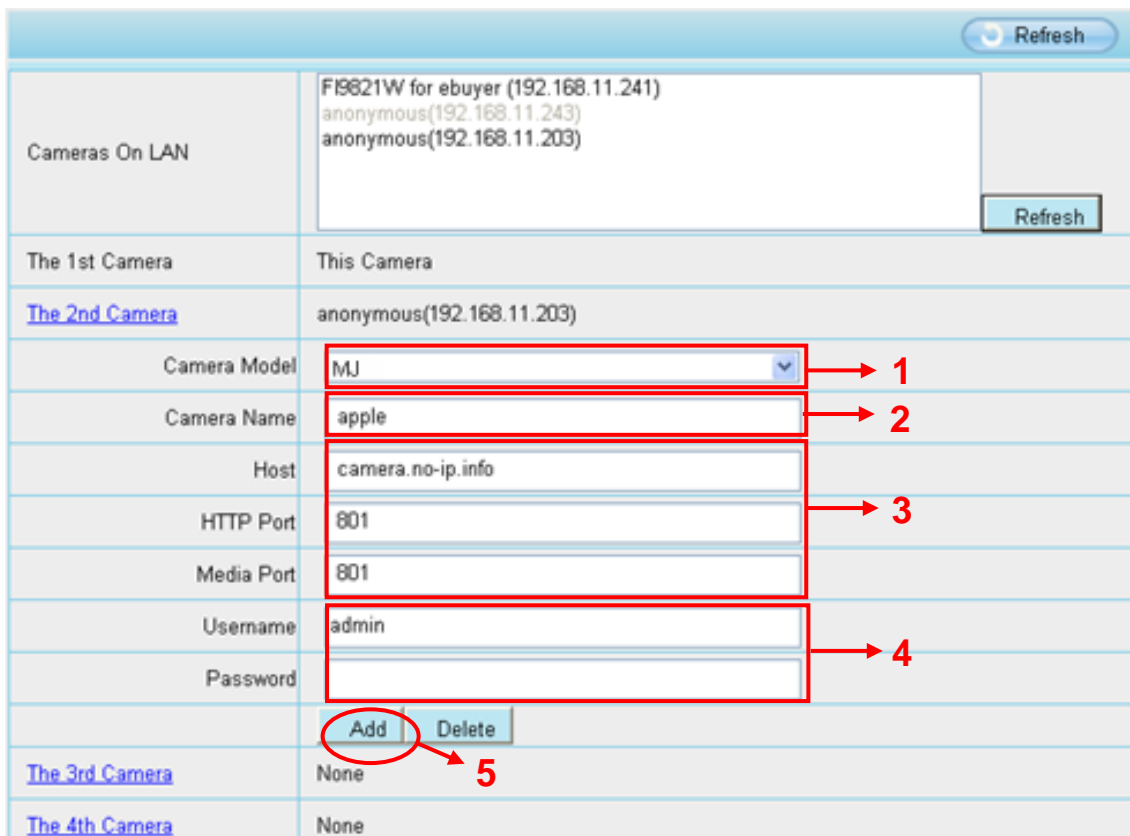 Refresh
Cameras On LAN
FI9821W for ebuyer (192.168.11.241)
anonymous(192.168.11.243)
anonymous(192.168.11.203)
Refresh
The 1st Camera This Camera
The 2nd Camera anonymous(192.168.11.203)
Camera Model MJ 1
Camera Name apple 2
Host camera.no-ip.info
HTTP Port 801 3
Media Port 801
Username admin
Password 4
Add Delete
5
The 3rd Camera None
The 4th Camera None